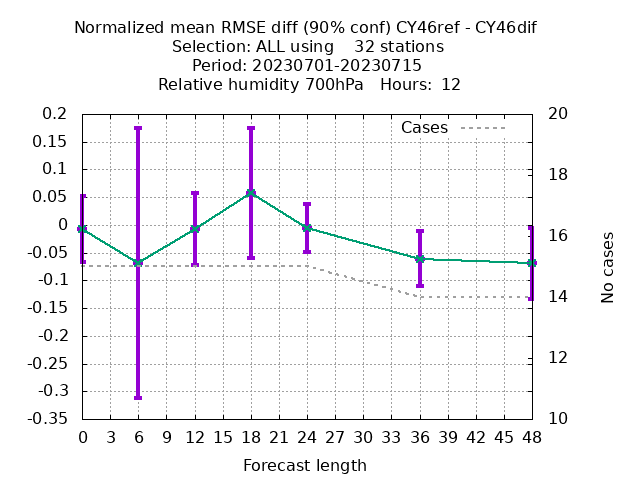 Normalized mean RMSE diff (90% conf) CY46ref - CY46dif
Selection: ALL using    32 stations
Period: 20230701-20230715
Relative humidity 700hPa   Hours:  12
0.2
0.15
0.1
0.05
0
-0.05
-0.1
-0.15
-0.2
-0.25
-0.3
-0.35
Cases
20
18
16
14
12
10
No cases
0 3 6 9 12 15 18 21 24 27 30 33 36 39 42 45 48
Forecast length